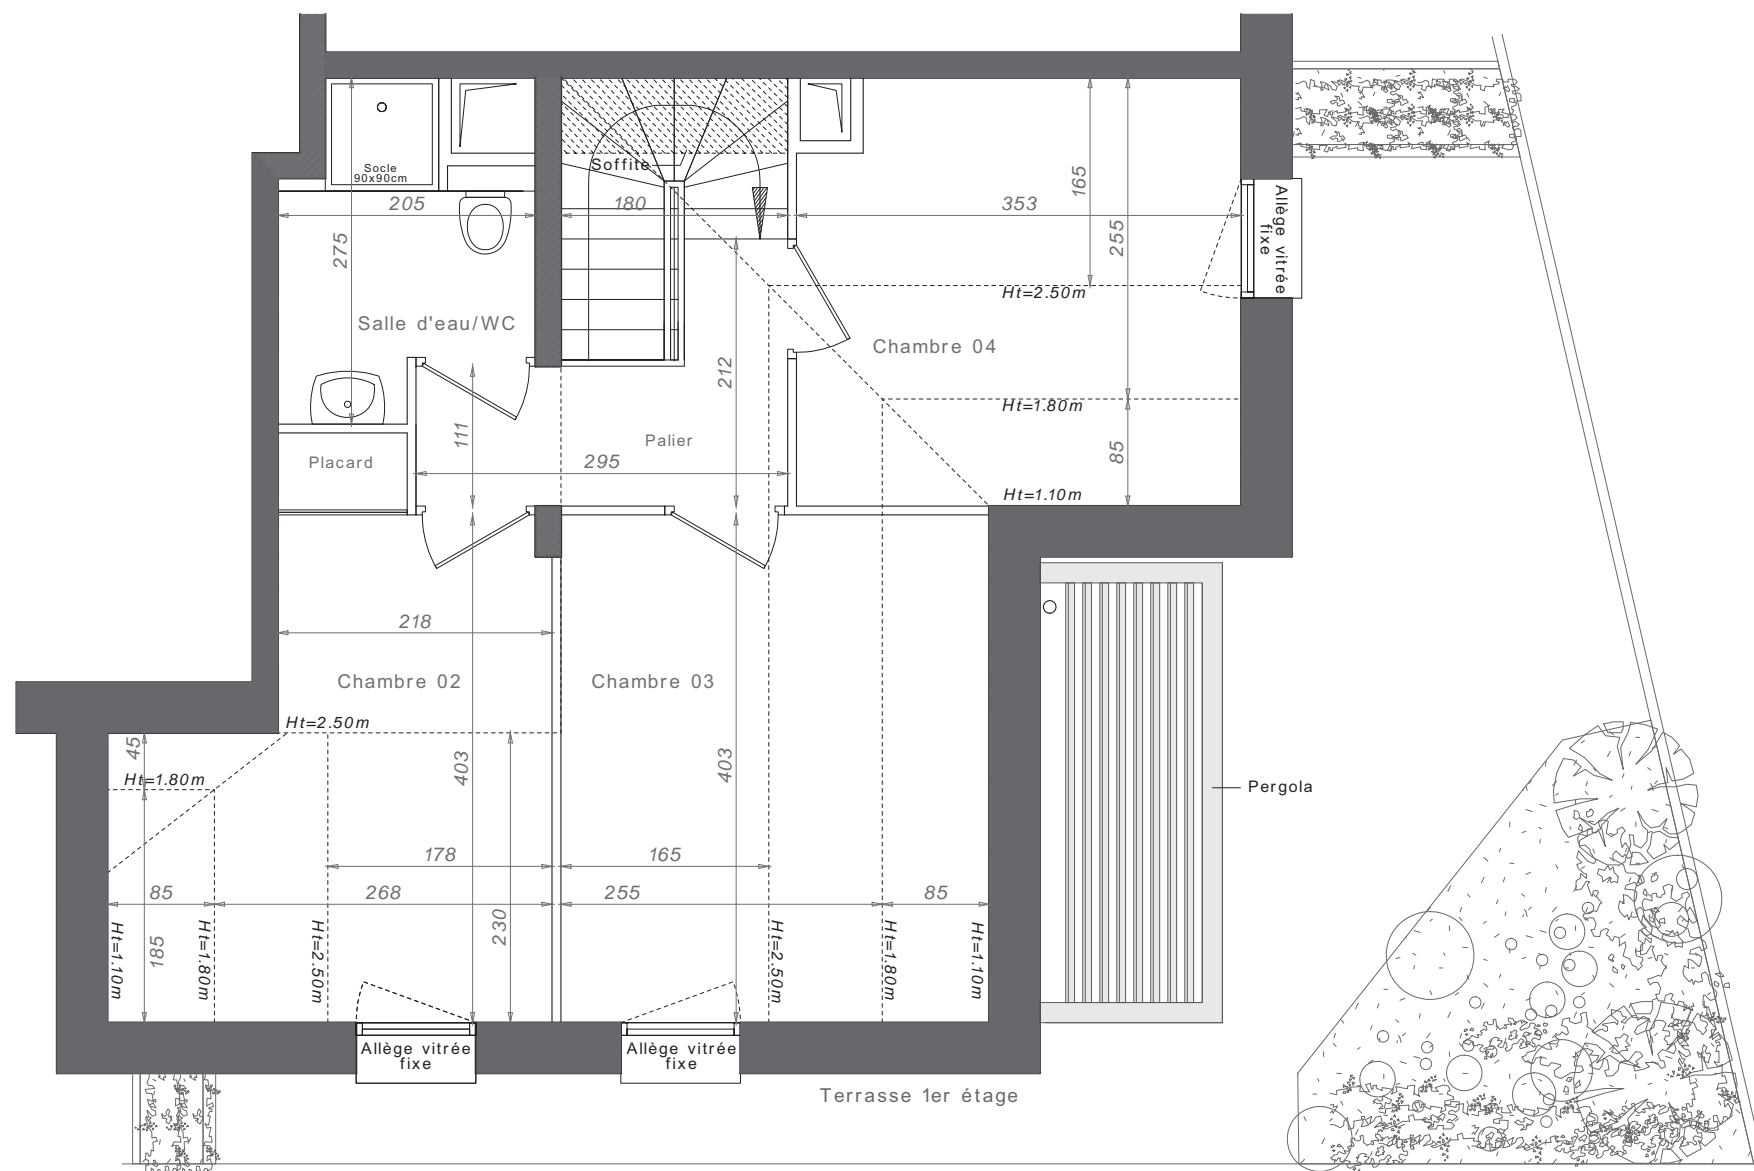 Socle
90x90cm
Soffite
205
180
353
165
255
275
Allège vitrée
fixe
Ht=2.50m
Salle d'eau/WC
Chambre 04
212
Ht=1.80m
111
Palier
85
Placard
295
Ht=1.10m
218
Chambre 02
Chambre 03
Ht=2.50m
45
Ht=1.80m
403
403
Pergola
178
165
85
268
255
85
185
230
Ht=1.10m
Ht=1.80m
Ht=2.50m
Ht=2.50m
Ht=1.80m
Ht=1.10m
Allège vitrée
fixe
Allège vitrée
fixe
Terrasse 1er étage